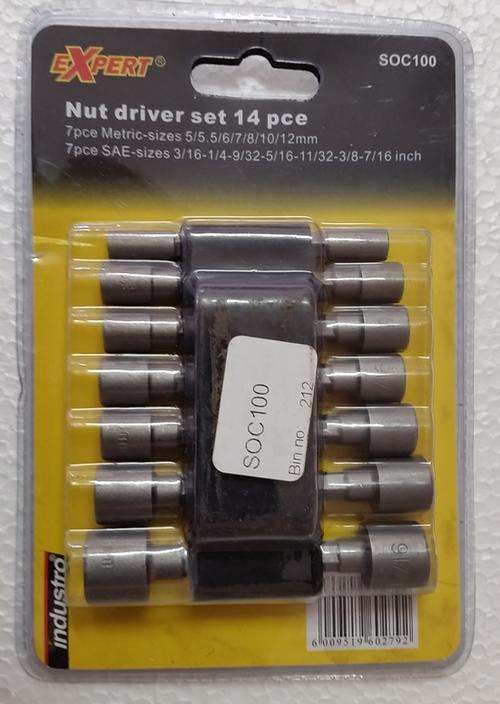 EXPERT®
SOC100
Nut driver set 14 pce
7pce Metric-sizes 5/5.5/6/7/8/10/12mm
7pce SAE-sizes 3/16-1/4-9/32-5/16-11/32-3/8-7/16 inch
SOC100
Bin no 212
7/16
industro®
6 009519 602792